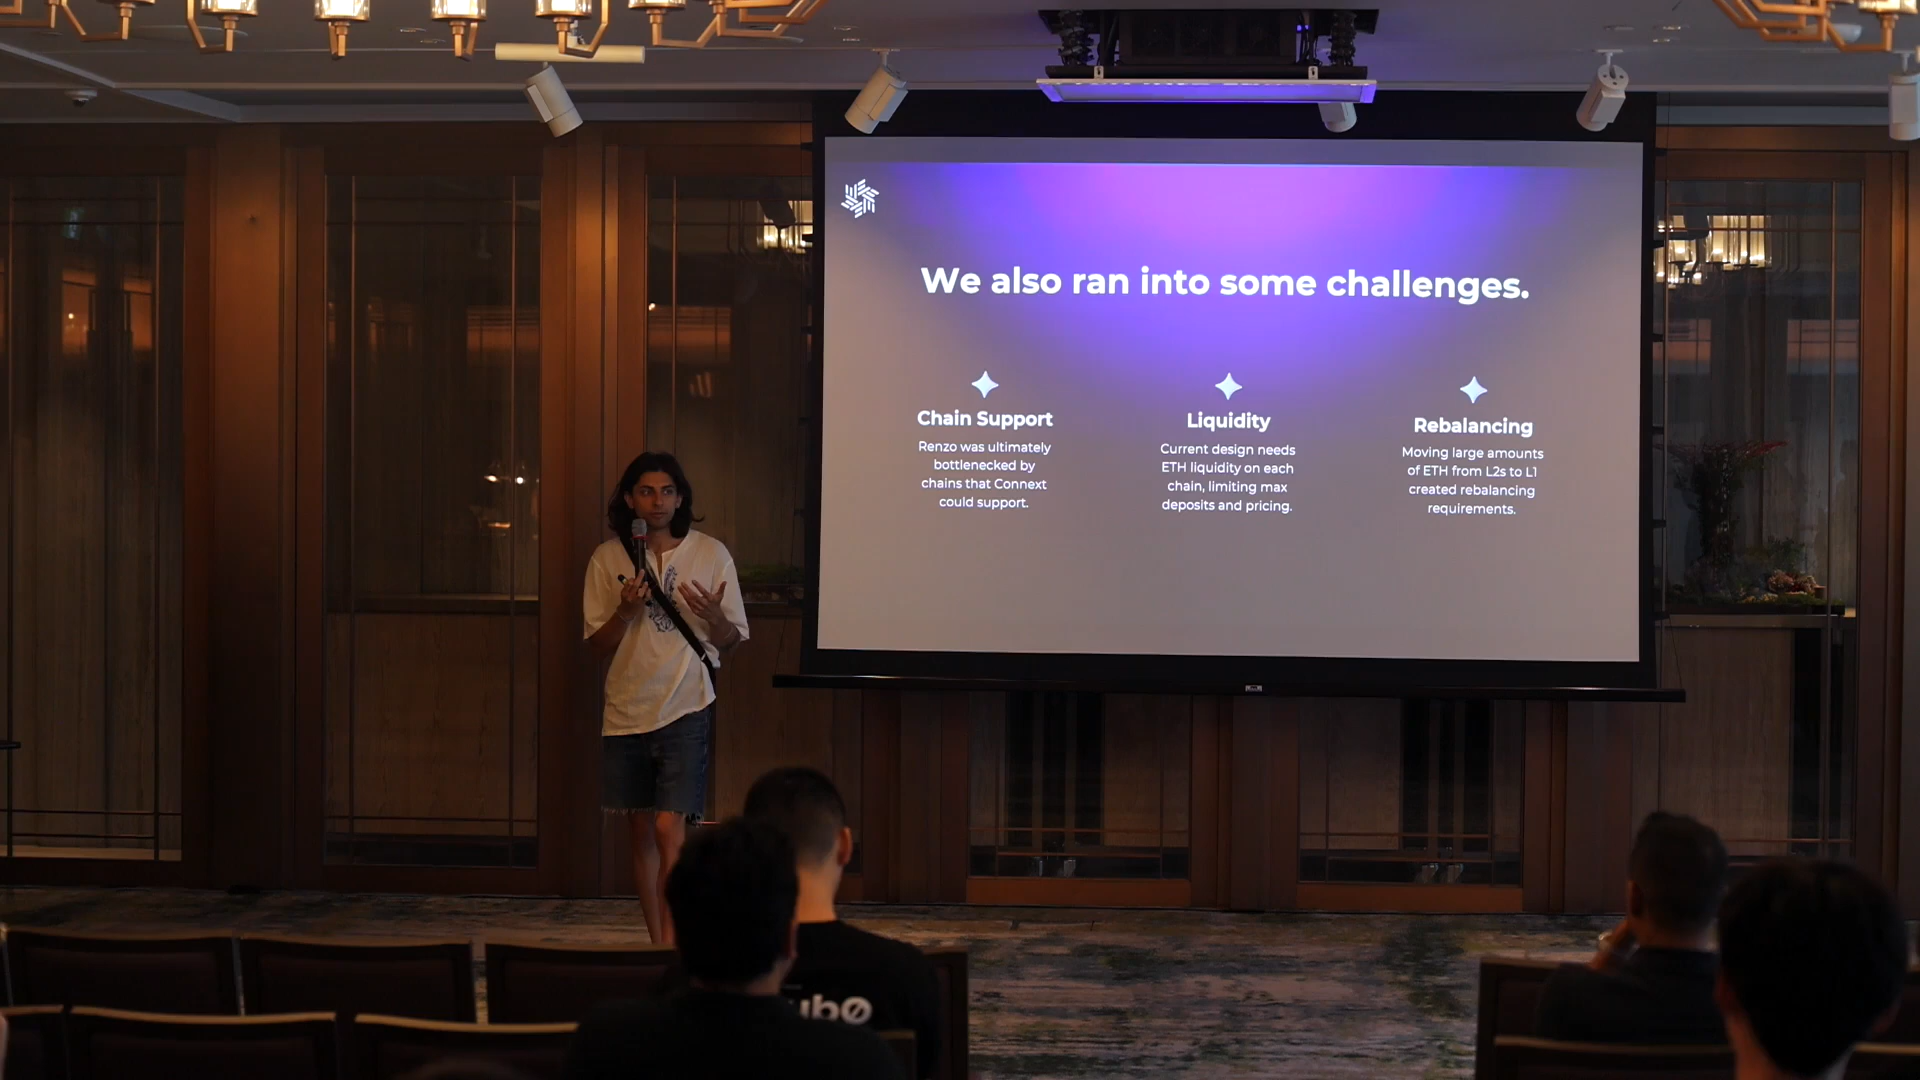 We also ran into some challenges.
Chain Support
Renzo was ultimately
bottlenecked by
chains that Connext
could support.
Liquidity
Current design needs
ETH liquidity on each
chain, limiting max
deposits and pricing.
Rebalancing
Moving large amounts
of ETH from L2s to L1
created rebalancing
requirements.